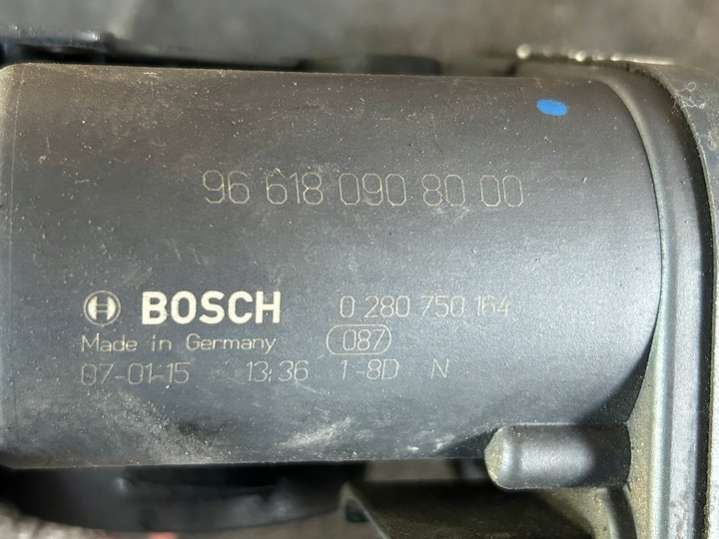 96 618 090 80 00
BOSCH 0 280 750 164
Made in Germany 087
07-01-15 13:36 1-8D N